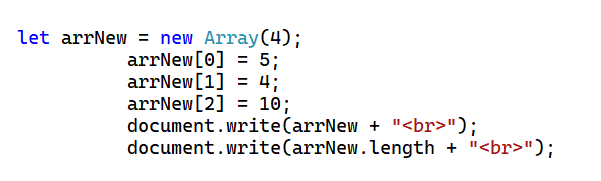 let arrNew = new Array(4);
arrNew[0] = 5;
arrNew[1] = 4;
arrNew[2] = 10;
document.write(arrNew + "<br>");
document.write(arrNew.length + "<br>");